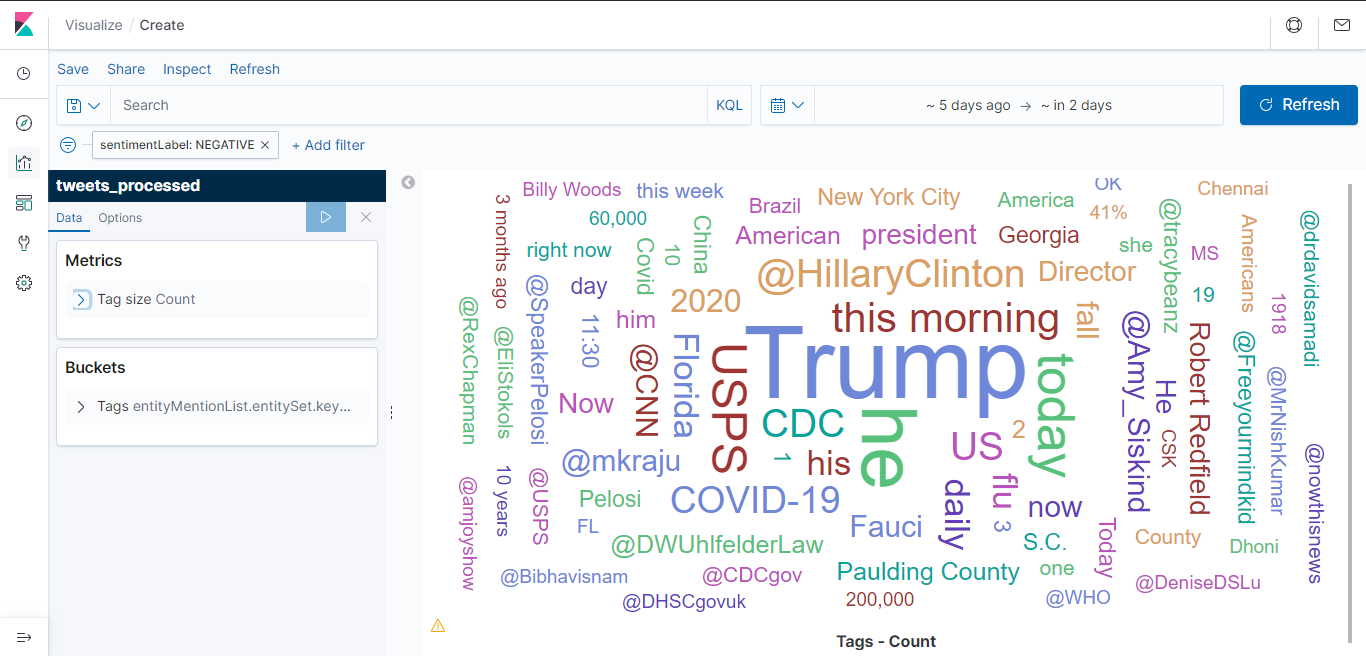 Visualize / Create
Save Share Inspect Refresh
Search KQL ~ 5 days ago → ~ in 2 days Refresh
sentimentLabel: NEGATIVE × + Add filter
tweets_processed
Data Options
Metrics
Tag size Count
Buckets
Tags entityMentionList.entitySet.key...
Billy Woods
this week
3 months ago
60,000
right now
Covid
10
China
Brazil
New York City
America
OK
41%
Chennai
American
president
Georgia
she
@tracybeanz
MS
Americans
@drdavidsamadi
@HillaryClinton
Director
19
1918
@SpeakerPelosi
day
2020
him
this morning
fall
@RexChapman
@EliStokols
11:30
@CNN
Florida
USPS
Trump
today
@Amy_Siskind
Robert Redfield
@Freeyourmindkid
@MrNishKumar
Now
CDC
he
He
CSK
2
US
@mkraju
1
his
@nowthisnews
@amjoyshow
10 years
@USPS
Pelosi
COVID-19
daily
flu
now
FL
Fauci
3
S.C.
Today
County
Dhoni
@DWUhlfelderLaw
@Bibhavisnam
@CDCgov
Paulding County
one
@DeniseDSLu
@DHSCgovuk
200,000
@WHO
Tags - Count